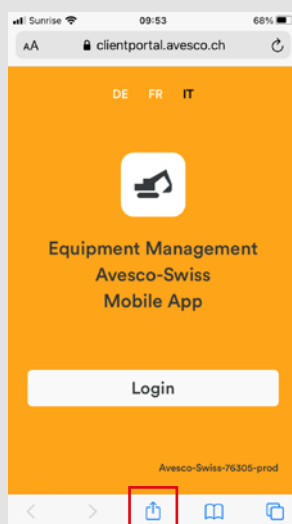 Sunrise 09:53 68%
AA clientportal.avesco.ch
DE FR IT
Equipment Management
Avesco-Swiss
Mobile App
Login
Avesco-Swiss-76305-prod